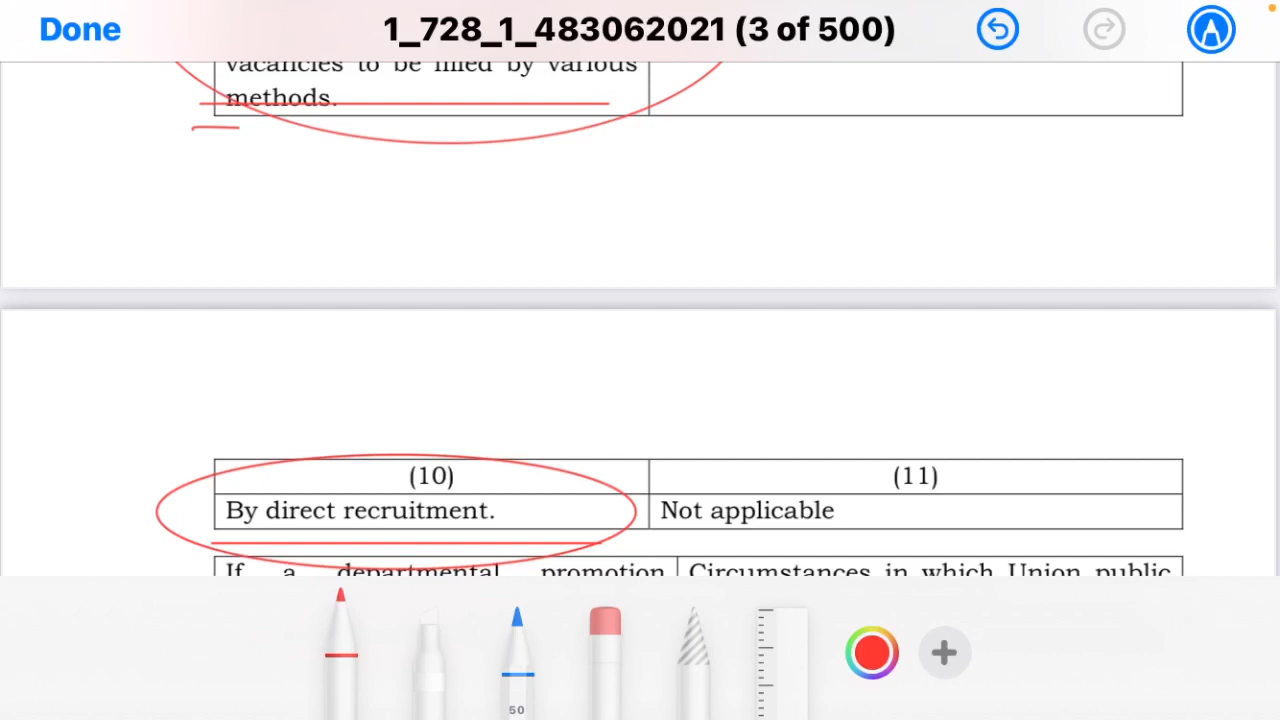 Done
1_728_1_483062021 (3 of 500)
vacancies to be filled by various
methods.
(10)
(11)
By direct recruitment.
Not applicable
If a departmental promotion
Circumstances in which Union public
50